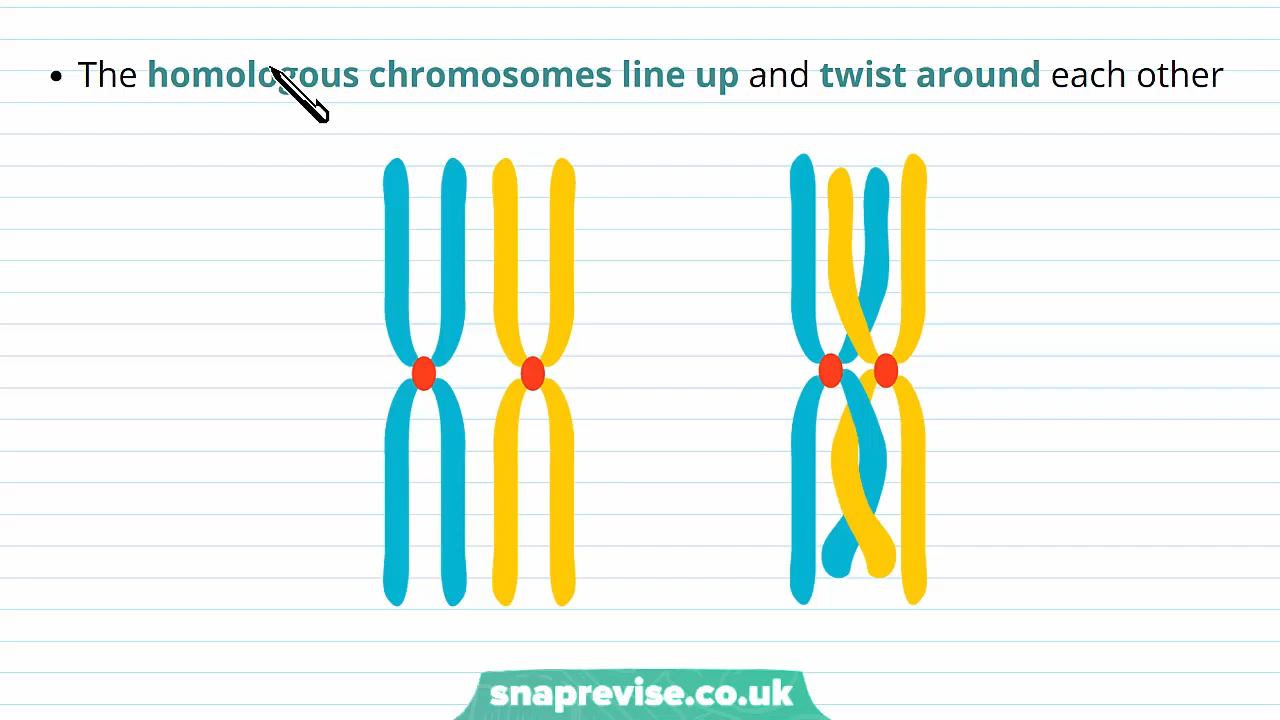 • The homologous chromosomes line up and twist around each other
snaprevise.co.uk